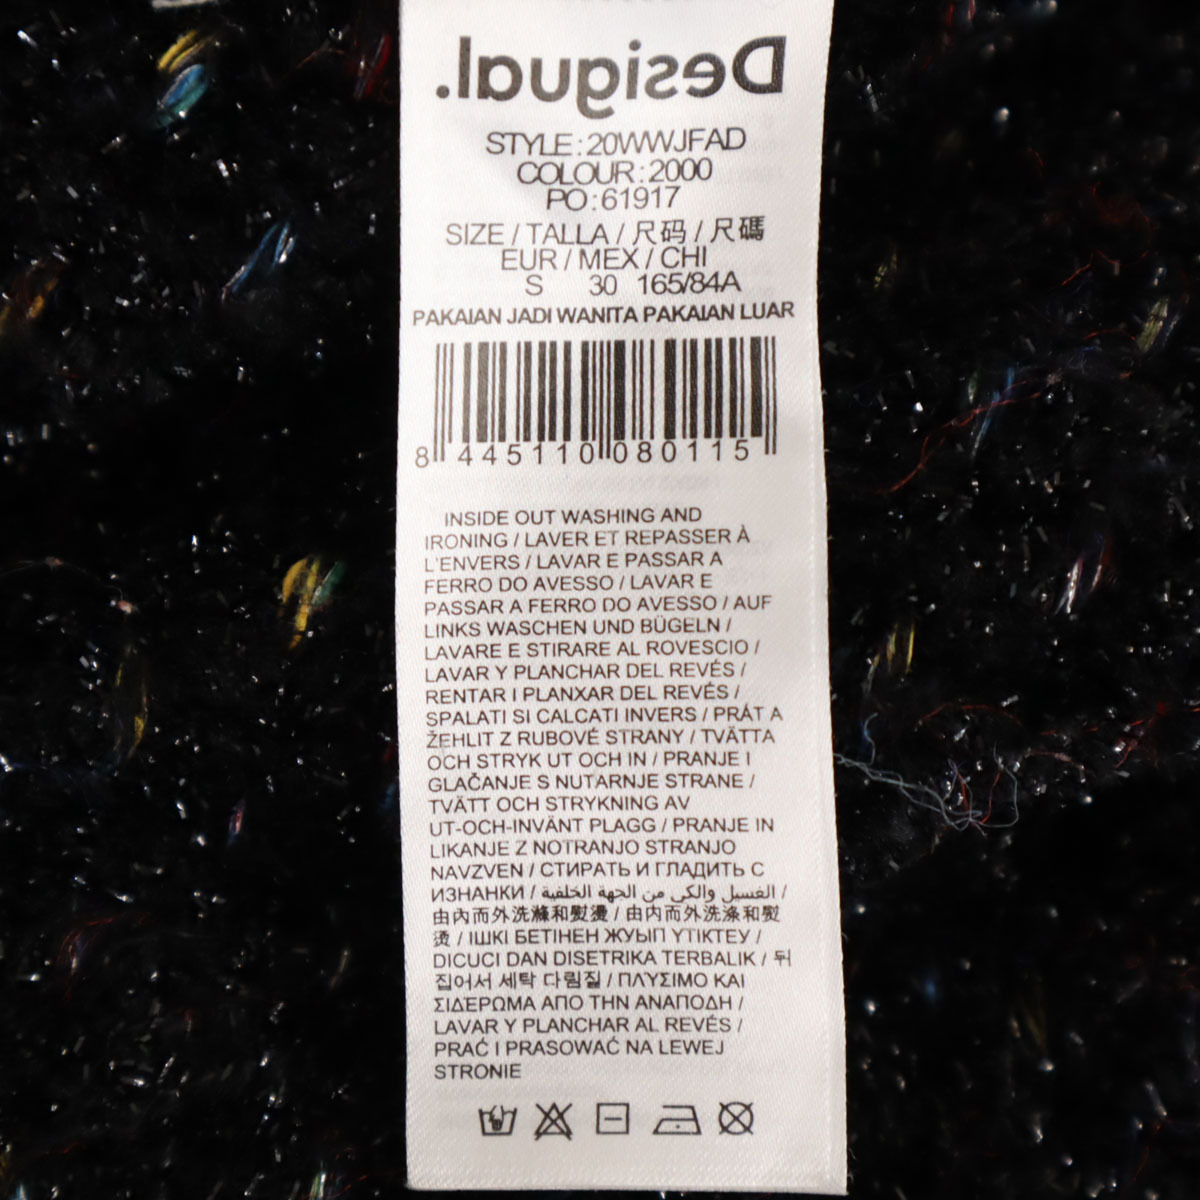 Desigual.
STYLE: 20WWJFAD
COLOUR: 2000
PO: 61917
SIZE / TALLA / 尺码 / 尺碼
EUR / MEX / CHI
S 30 165/84A
PAKAIAN JADI WANITA PAKAIAN LUAR
8 445110 080115
INSIDE OUT WASHING AND
IRONING / LAVER ET REPASSER À
L'ENVERS / LAVAR E PASSAR A
FERRO DO AVESSO / LAVAR E
PASSAR A FERRO DO AVESSO / AUF
LINKS WASCHEN UND BÜGELN /
LAVARE E STIRARE AL ROVESCIO /
LAVAR Y PLANCHAR DEL REVÉS /
RENTAR I PLANXAR DEL REVÉS /
SPALATI SI CALCATI INVERS / PRÁT A
ŽEHLIT Z RUBOVÉ STRANY / TVÄTTA
OCH STRYK UT OCH IN / PRANJE I
GLAČANJE S NUTARNJE STRANE /
TVÄTT OCH STRYKNING AV
UT-OCH-INVÄNT PLAGG / PRANJE IN
LIKANJE Z NOTRANJO STRANJO
NAVZVEN / СТИРАТЬ И ГЛАДИТЬ С
ИЗНАНКИ / الغسيل والكي من الجهة الخلفية /
由內而外洗滌和熨燙 / 由内而外洗涤和熨
烫 / ІШКІ БЕТІНЕН ЖУЫП ҮТІКТЕУ /
DICUCI DAN DISETRIKA TERBALIK / 뒤
집어서 세탁 다림질 / ΠΛΥΣΙΜΟ ΚΑΙ
ΣΙΔΕΡΩΜΑ ΑΠΟ ΤΗΝ ΑΝΑΠΟΔΗ /
LAVAR Y PLANCHAR AL REVÉS /
PRAĆ I PRASOWAĆ NA LEWEJ
STRONIE